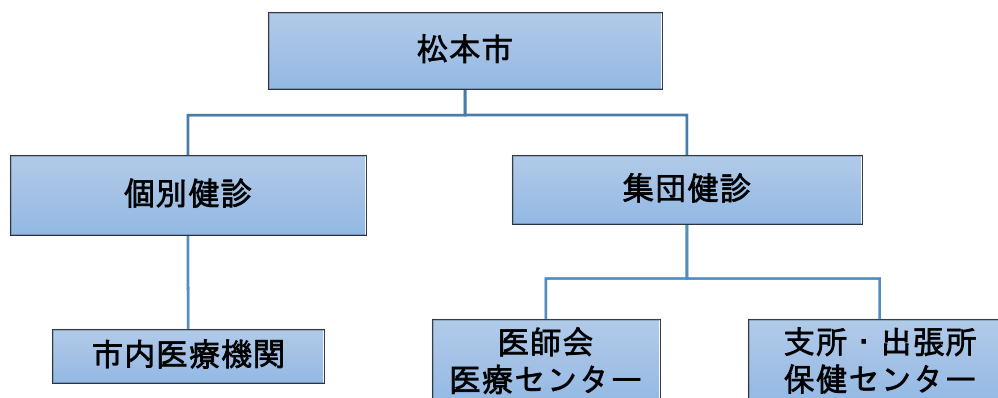 松本市
個別健診
集団健診
市内医療機関
医師会
医療センター
支所・出張所
保健センター